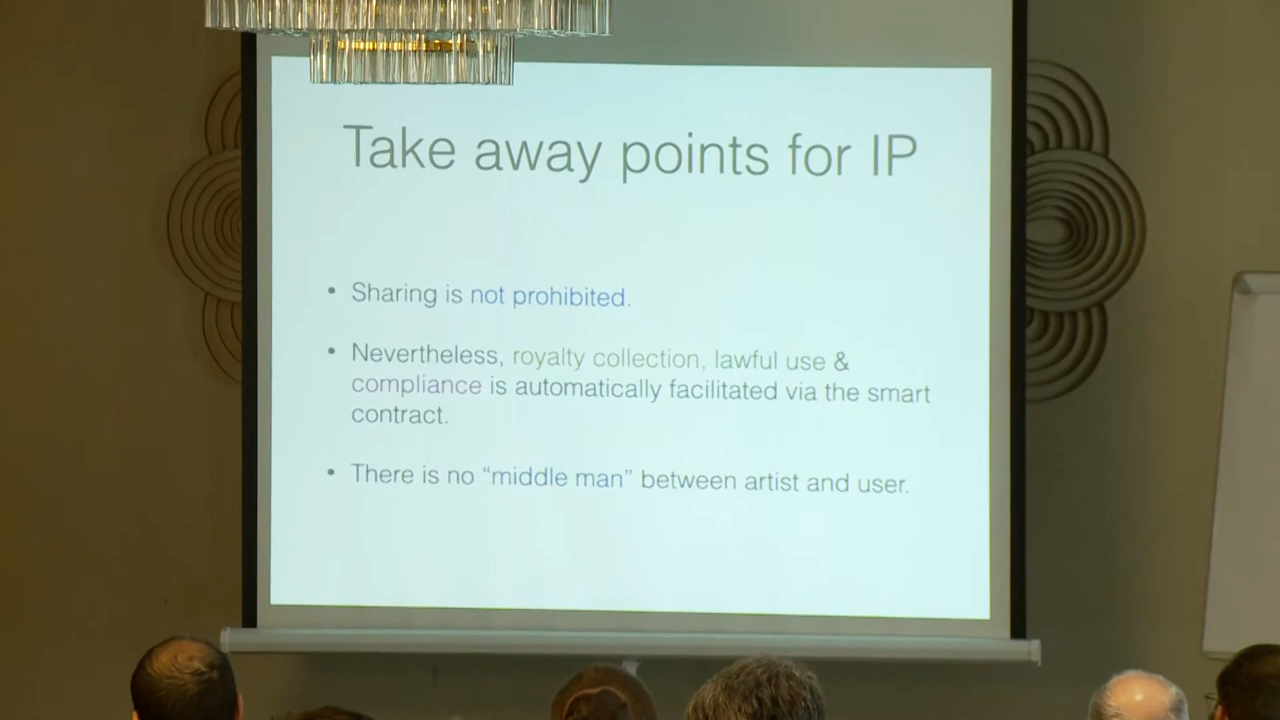 Take away points for IP
• Sharing is not prohibited.
• Nevertheless, royalty collection, lawful use &
compliance is automatically facilitated via the smart
contract.
• There is no “middle man” between artist and user.